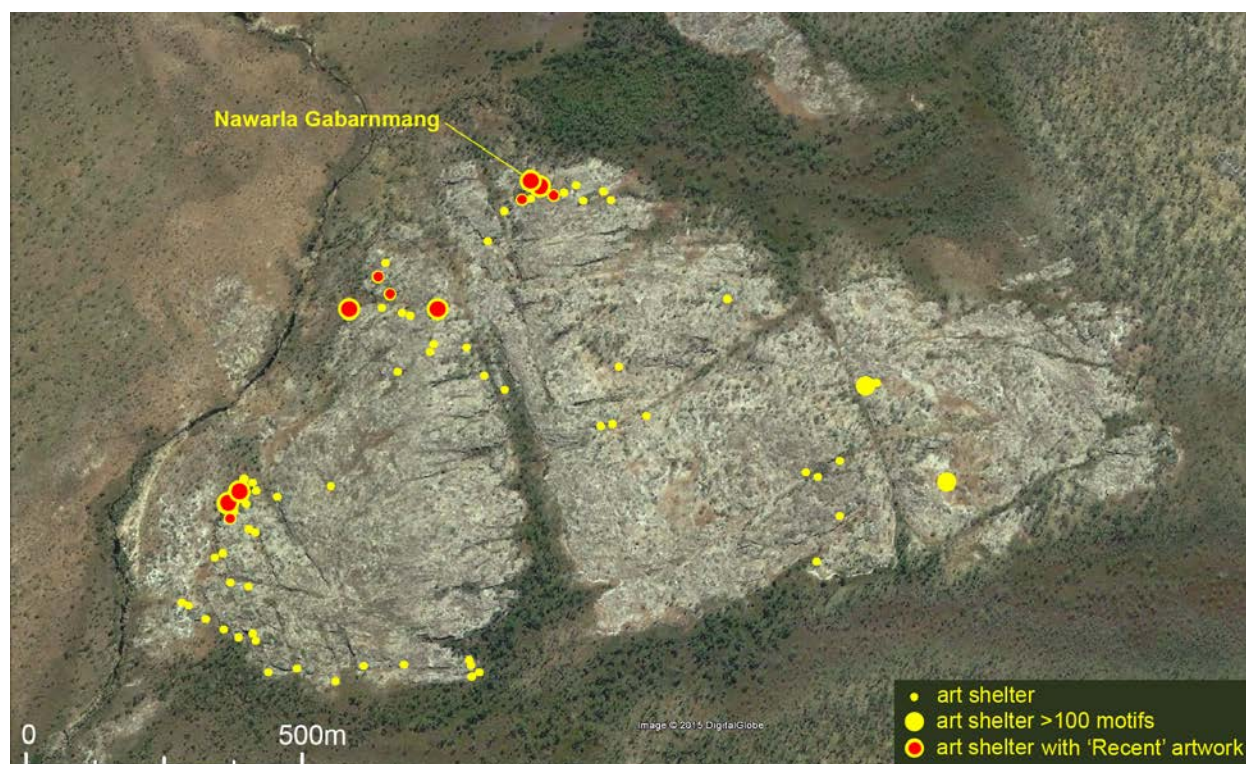 Nawarla Gabarnmang
0 500m
Image © 2015 DigitalGlobe
art shelter
art shelter >100 motifs
art shelter with ‘Recent’ artwork